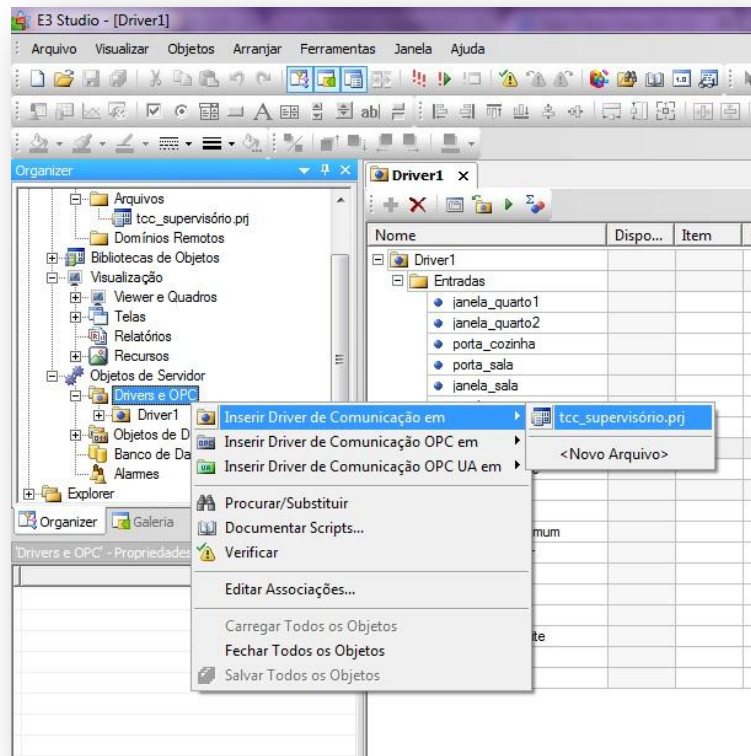 E3 Studio - [Driver1]
Arquivo Visualizar Objetos Arranjar Ferramentas Janela Ajuda
Organizer
Arquivos
tcc_supervisório.prj
Domínios Remotos
Bibliotecas de Objetos
Visualização
Viewer e Quadros
Telas
Relatórios
Recursos
Objetos de Servidor
Drivers e OPC
Driver1
Objetos de D
Banco de Da
Alarmes
Explorer
Organizer Galeria
'Drivers e OPC' - Propriedades
Inserir Driver de Comunicação em
Inserir Driver de Comunicação OPC em
Inserir Driver de Comunicação OPC UA em
Procurar/Substituir
Documentar Scripts...
Verificar
Editar Associações...
Carregar Todos os Objetos
Fechar Todos os Objetos
Salvar Todos os Objetos
tcc_supervisório.prj
<Novo Arquivo>
Driver1 x
Nome Dispo... Item
Driver1
Entradas
janela_quarto1
janela_quarto2
porta_cozinha
porta_sala
janela_sala
mum
te